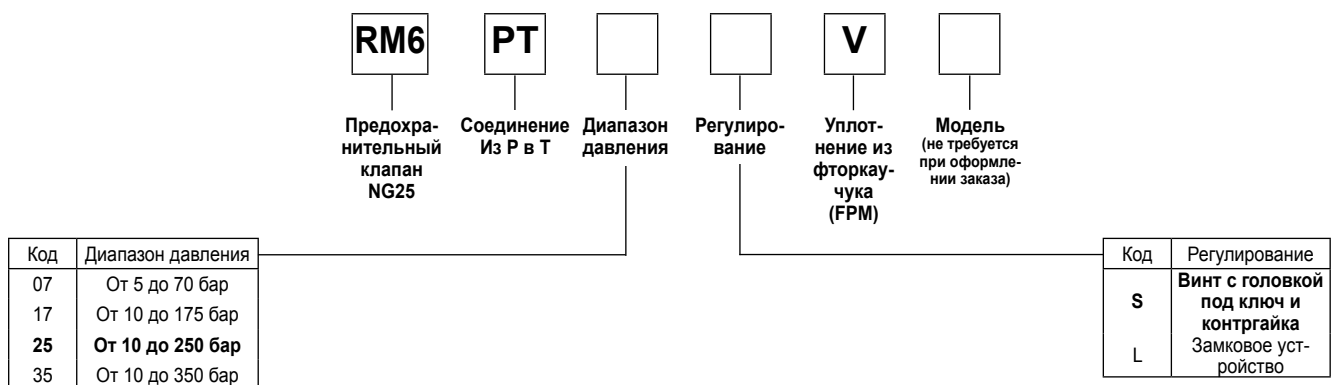 RM6 PT V
Предохра-
нительный
клапан
NG25
Соединение
Из P в T
Диапазон
давления
Регулиро-
вание
Уплот-
нение из
фторкау-
чука
(FPM)
Модель
(не требуется
при оформле-
нии заказа)
Код Диапазон давления
07 От 5 до 70 бар
17 От 10 до 175 бар
25 От 10 до 250 бар
35 От 10 до 350 бар
Код Регулирование
S Винт с головкой
под ключ и
контргайка
L Замковое уст-
ройство